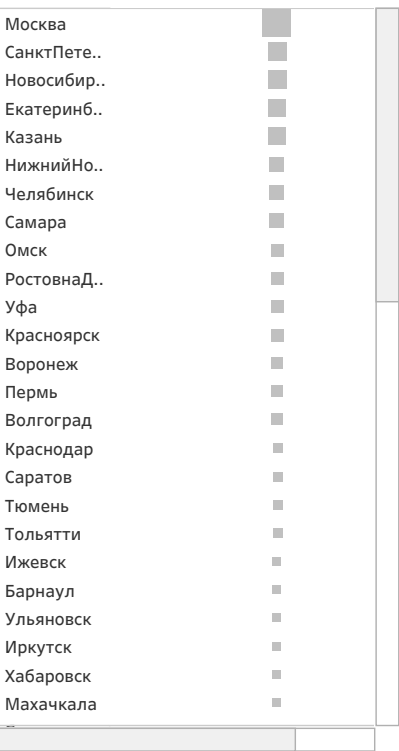 Москва
СанктПете..
Новосибир..
Екатеринб..
Казань
НижнийНо..
Челябинск
Самара
Омск
РостовнаД..
Уфа
Красноярск
Воронеж
Пермь
Волгоград
Краснодар
Саратов
Тюмень
Тольятти
Ижевск
Барнаул
Ульяновск
Иркутск
Хабаровск
Махачкала